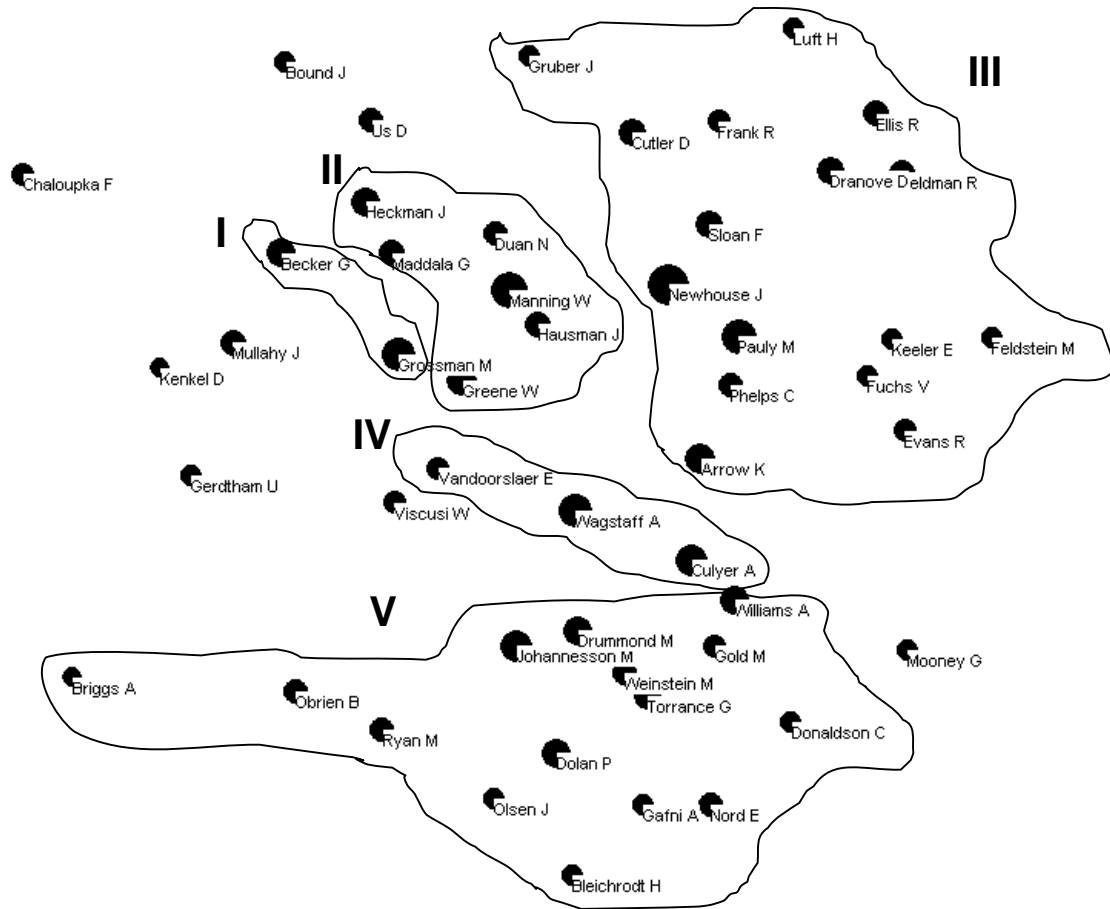 Luft H
Gruber J
III
Bound J
Ellis R
Us D
Cutler D
Frank R
II
Chaloupka F
Dranove D
eldman R
Heckman J
I
Duan N
Sloan F
Becker G
Maddala G
Newhouse J
Manning W
Hausman J
Mullahy J
Pauly M
Keeler E
Feldstein M
Grossman M
Kenkel D
Greene W
Phelps C
Fuchs V
IV
Evans R
Arrow K
Vandoorslaer E
Gerdtham U
Viscusi W
Wagstaff A
Culyer A
V
Williams A
Drummond M
Johannesson M
Gold M
Mooney G
Weinstein M
Briggs A
Obrien B
Torrance G
Donaldson C
Ryan M
Dolan P
Olsen J
Gafni A
Nord E
Bleichrodt H